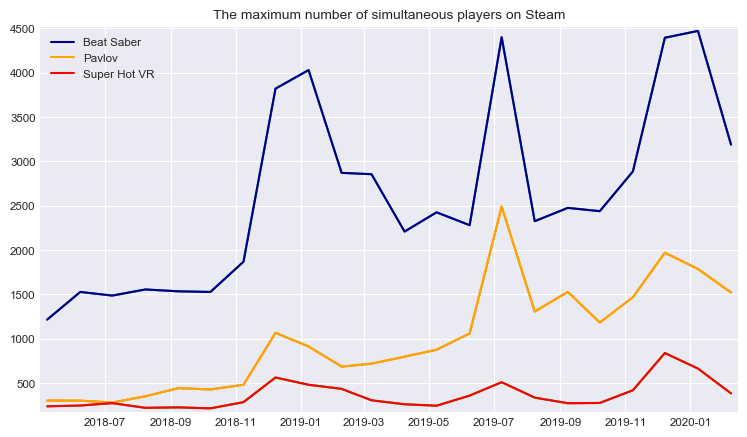 The maximum number of simultaneous players on Steam
Beat Saber
Pavlov
Super Hot VR
4500
4000
3500
3000
2500
2000
1500
1000
500
2018-07 2018-09 2018-11 2019-01 2019-03 2019-05 2019-07 2019-09 2019-11 2020-01